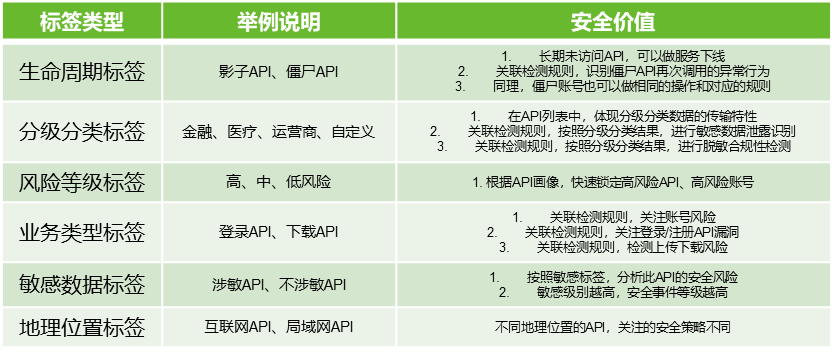 标签类型 举例说明 安全价值
生命周期标签 影子API、僵尸API
1. 长期未访问API，可以做服务下线
2. 关联检测规则，识别僵尸API再次调用的异常行为
3. 同理，僵尸账号也可以做相同的操作和对应的规则
分级分类标签 金融、医疗、运营商、自定义
1. 在API列表中，体现分级分类数据的传输特性
2. 关联检测规则，按照分级分类结果，进行敏感数据泄露识别
3. 关联检测规则，按照分级分类结果，进行脱敏合规性检测
风险等级标签 高、中、低风险 1. 根据API画像，快速锁定高风险API、高风险账号
业务类型标签 登录API、下载API
1. 关联检测规则，关注账号风险
2. 关联检测规则，关注登录/注册API漏洞
3. 关联检测规则，检测上传下载风险
敏感数据标签 涉敏API、不涉敏API
1. 按照敏感标签，分析此API的安全风险
2. 敏感级别越高，安全事件等级越高
地理位置标签 互联网API、局域网API 不同地理位置的API，关注的安全策略不同